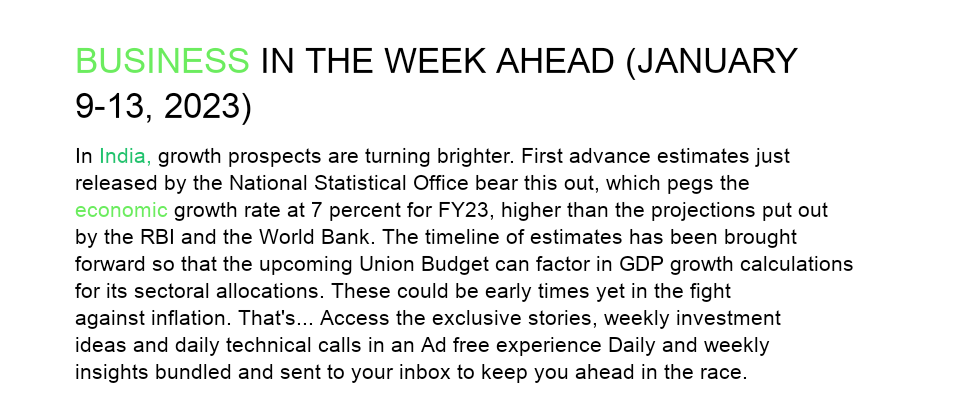 BUSINESS IN THE WEEK AHEAD (JANUARY
9-13, 2023)
In India, growth prospects are turning brighter. First advance estimates just
released by the National Statistical Office bear this out, which pegs the
economic growth rate at 7 percent for FY23, higher than the projections put out
by the RBI and the World Bank. The timeline of estimates has been brought
forward so that the upcoming Union Budget can factor in GDP growth calculations
for its sectoral allocations. These could be early times yet in the fight
against inflation. That's... Access the exclusive stories, weekly investment
ideas and daily technical calls in an Ad free experience Daily and weekly
insights bundled and sent to your inbox to keep you ahead in the race.